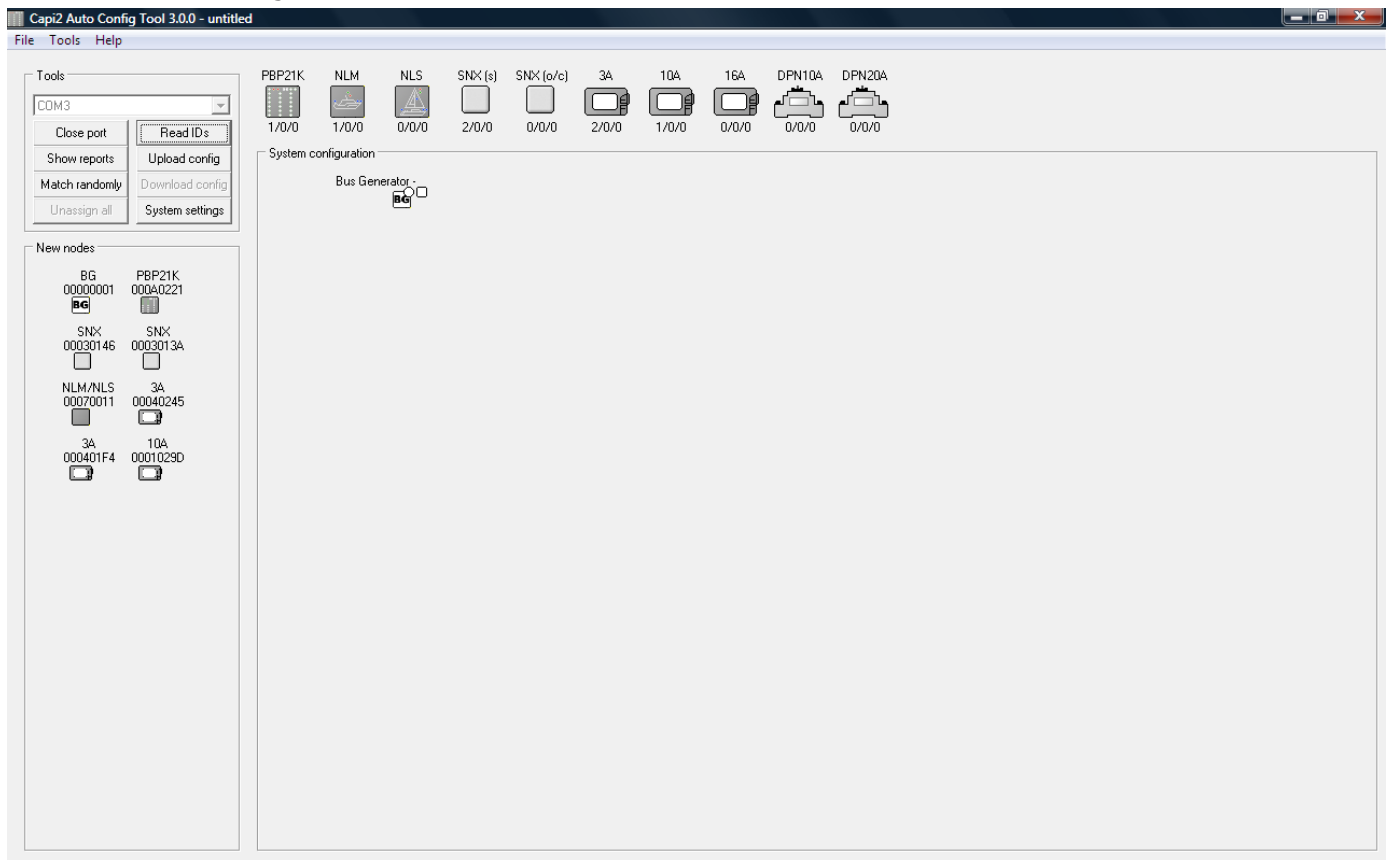 Capi2 Auto Config Tool 3.0.0 - untitled
File Tools Help
Tools
COM3
Close port Read IDs
Show reports Upload config
Match randomly Download config
Unassign all System settings
PBP21K NLM NLS SNX (s) SNX (o/c) 3A 10A 16A DPN10A DPN20A
1/0/0 1/0/0 0/0/0 2/0/0 0/0/0 2/0/0 1/0/0 0/0/0 0/0/0 0/0/0
System configuration
Bus Generator -
BG
New nodes
BG PBP21K
00000001 000A0221
BG
SNX SNX
00030146 0003013A
NLM/NLS 3A
00070011 00040245
3A 10A
000401F4 0001029D